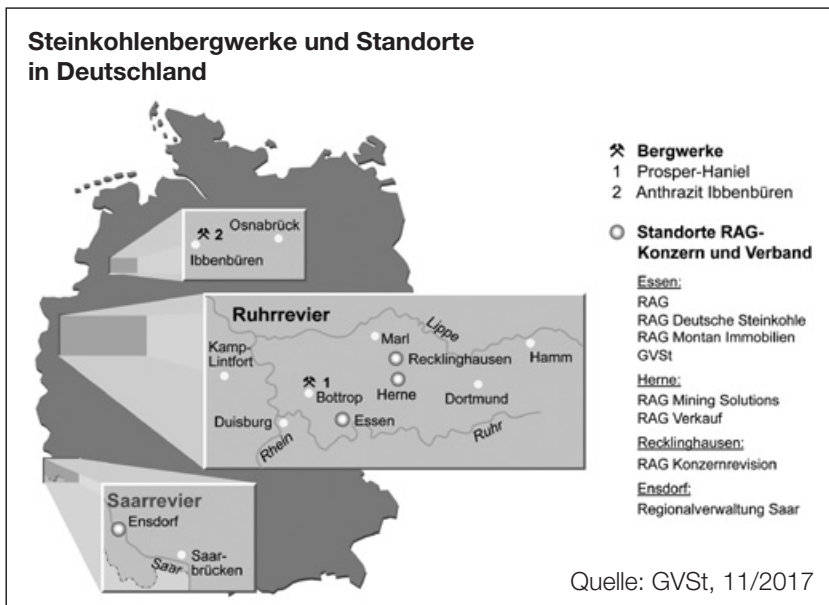 Steinkohlenbergwerke und Standorte
in Deutschland
Osnabrück
⚒ 2
Ibbenbüren
Ruhrrevier
Lippe
Marl
Kamp-
Lintfort
Recklinghausen
Hamm
⚒ 1
Bottrop
Herne
Dortmund
Duisburg
Essen
Rhein
Ruhr
Saarrevier
Ensdorf
Saar
Saar-
brücken
⚒ Bergwerke
1 Prosper-Haniel
2 Anthrazit Ibbenbüren
Standorte RAG-
Konzern und Verband
Essen:
RAG
RAG Deutsche Steinkohle
RAG Montan Immobilien
GVSt
Herne:
RAG Mining Solutions
RAG Verkauf
Recklinghausen:
RAG Konzernrevision
Ensdorf:
Regionalverwaltung Saar
Quelle: GVSt, 11/2017